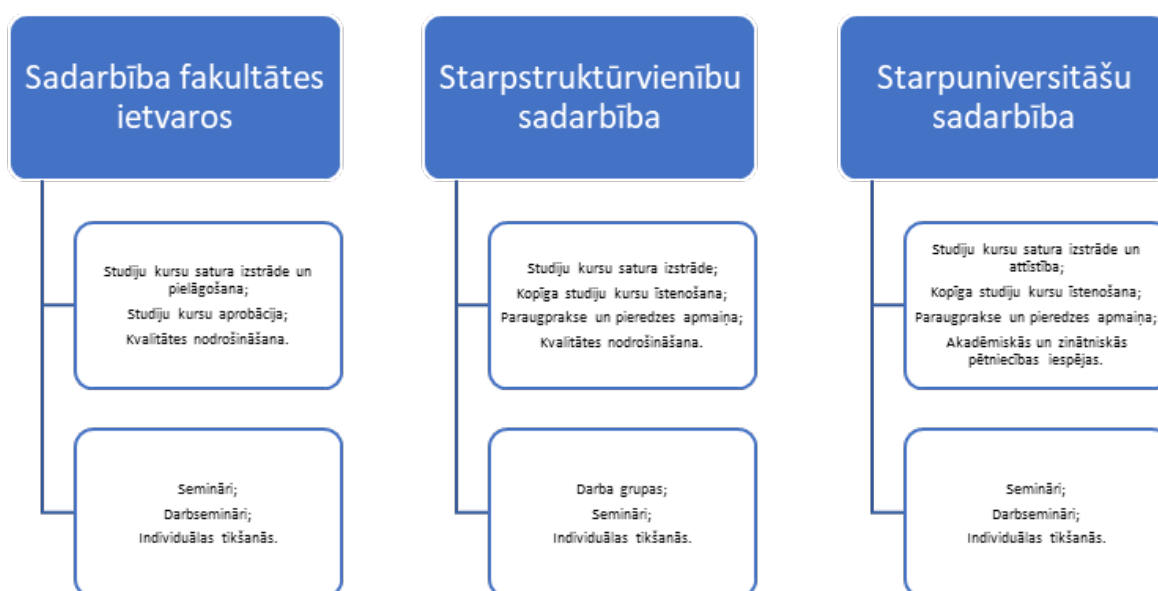 Sadarbība fakultātes
ietvaros
Studiju kursu satura izstrāde un
pielāgošana;
Studiju kursu aprobācija;
Kvalitātes nodrošināšana.
Semināri;
Darbsemināri;
Individuālas tikšanās.
Starpstruktūrvienību
sadarbība
Studiju kursu satura izstrāde;
Kopīga studiju kursu īstenošana;
Paraugprakse un pieredzes apmaiņa;
Kvalitātes nodrošināšana.
Darba grupas;
Semināri;
Individuālas tikšanās.
Starpuniversitāšu
sadarbība
Studiju kursu satura izstrāde un
attīstība;
Kopīga studiju kursu īstenošana;
Paraugprakse un pieredzes apmaiņa;
Akadēmiskās un zinātniskās
pētniecības iespējas.
Semināri;
Darbsemināri;
Individuālas tikšanās.